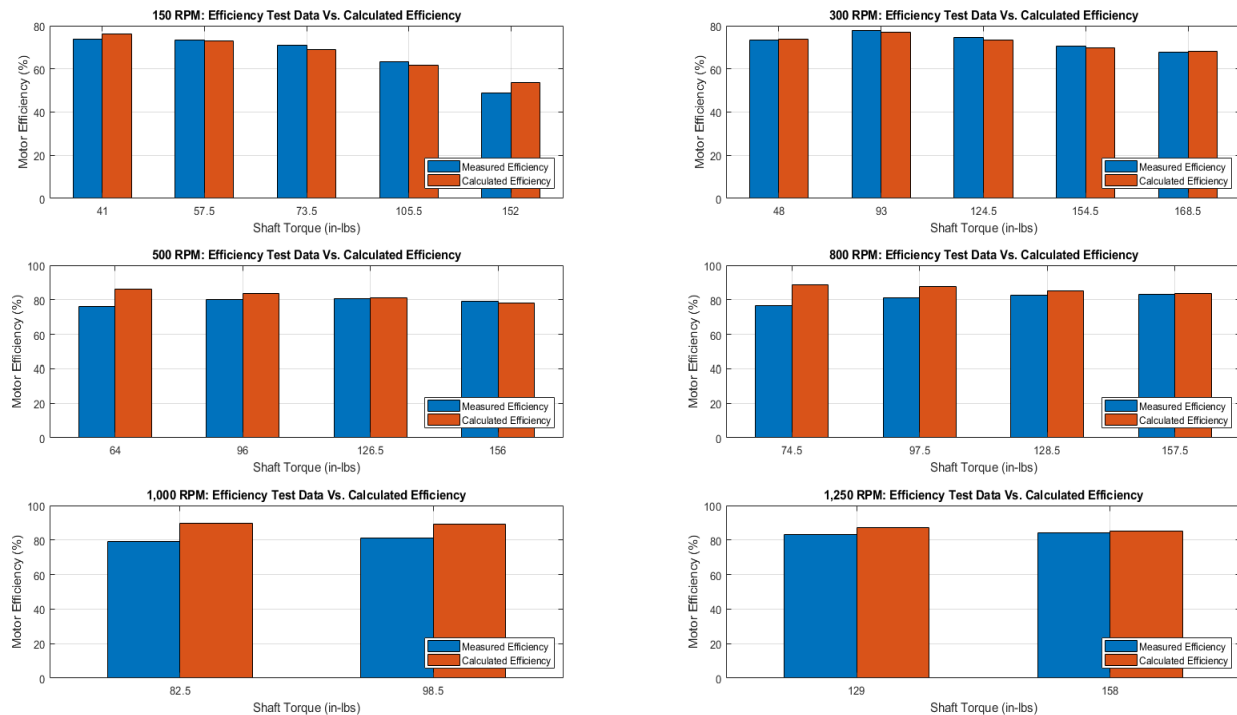 150 RPM: Efficiency Test Data Vs. Calculated Efficiency
Motor Efficiency (%)
80
60
40
20
0
41 57.5 73.5 105.5 152
Shaft Torque (in-lbs)
Measured Efficiency
Calculated Efficiency
300 RPM: Efficiency Test Data Vs. Calculated Efficiency
Motor Efficiency (%)
80
60
40
20
0
48 93 124.5 154.5 168.5
Shaft Torque (in-lbs)
Measured Efficiency
Calculated Efficiency
500 RPM: Efficiency Test Data Vs. Calculated Efficiency
Motor Efficiency (%)
100
80
60
40
20
0
64 96 126.5 156
Shaft Torque (in-lbs)
Measured Efficiency
Calculated Efficiency
800 RPM: Efficiency Test Data Vs. Calculated Efficiency
Motor Efficiency (%)
100
80
60
40
20
0
74.5 97.5 128.5 157.5
Shaft Torque (in-lbs)
Measured Efficiency
Calculated Efficiency
1,000 RPM: Efficiency Test Data Vs. Calculated Efficiency
Motor Efficiency (%)
100
80
60
40
20
0
82.5 98.5
Shaft Torque (in-lbs)
Measured Efficiency
Calculated Efficiency
1,250 RPM: Efficiency Test Data Vs. Calculated Efficiency
Motor Efficiency (%)
100
80
60
40
20
0
129 158
Shaft Torque (in-lbs)
Measured Efficiency
Calculated Efficiency